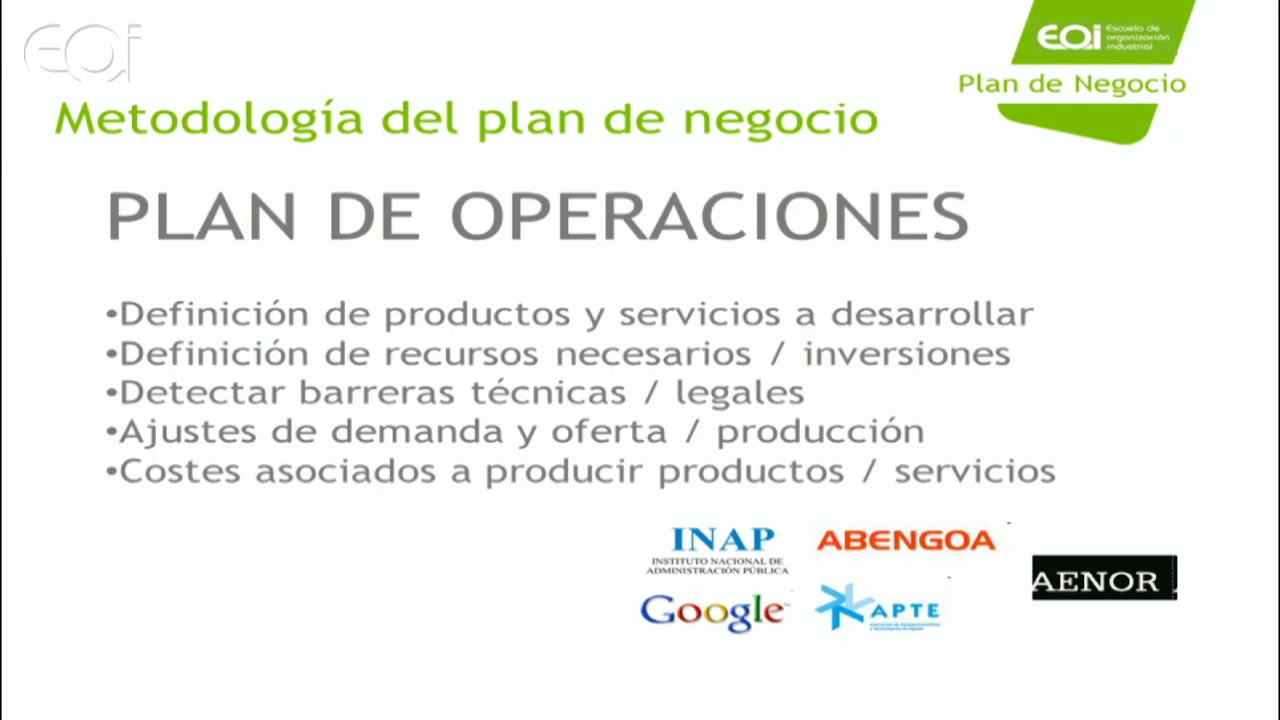 EOi
EOi Escuela de
organización
industrial
Plan de Negocio
Metodología del plan de negocio
PLAN DE OPERACIONES
•Definición de productos y servicios a desarrollar
•Definición de recursos necesarios / inversiones
•Detectar barreras técnicas / legales
•Ajustes de demanda y oferta / producción
•Costes asociados a producir productos / servicios
INAP
INSTITUTO NACIONAL DE
ADMINISTRACIÓN PÚBLICA
ABENGOA
AENOR
Google
APTE